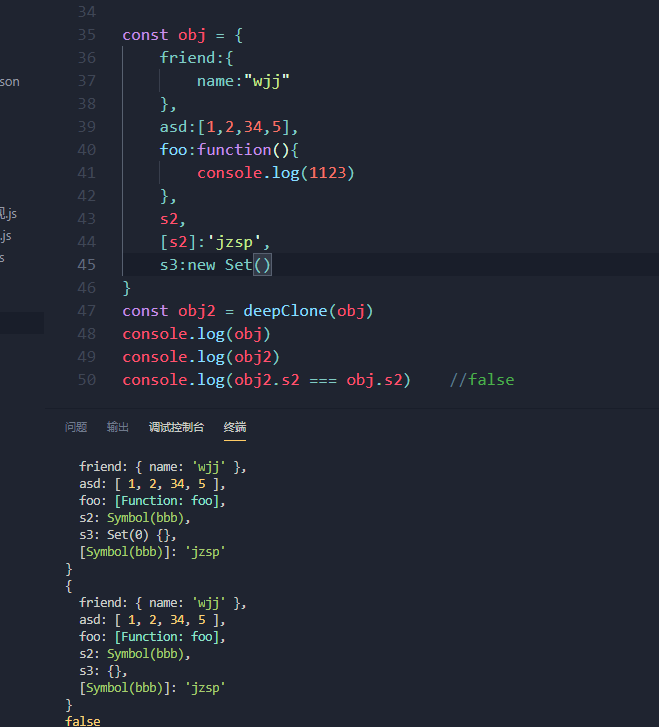 34
son
35 const obj = {
36 friend:{
37 name:"wjj"
38 },
39 asd:[1,2,34,5],
40 foo:function(){
41 console.log(1123)
42 },
现.js
43 s2,
.js
44 [s2]:'jzsp',
s
45 s3:new Set()
46 }
47 const obj2 = deepClone(obj)
48 console.log(obj)
49 console.log(obj2)
50 console.log(obj2.s2 === obj.s2) //false
问题 输出 调试控制台 终端
friend: { name: 'wjj' },
asd: [ 1, 2, 34, 5 ],
foo: [Function: foo],
s2: Symbol(bbb),
s3: Set(0) {},
[Symbol(bbb)]: 'jzsp'
}
{
friend: { name: 'wjj' },
asd: [ 1, 2, 34, 5 ],
foo: [Function: foo],
s2: Symbol(bbb),
s3: {},
[Symbol(bbb)]: 'jzsp'
}
false